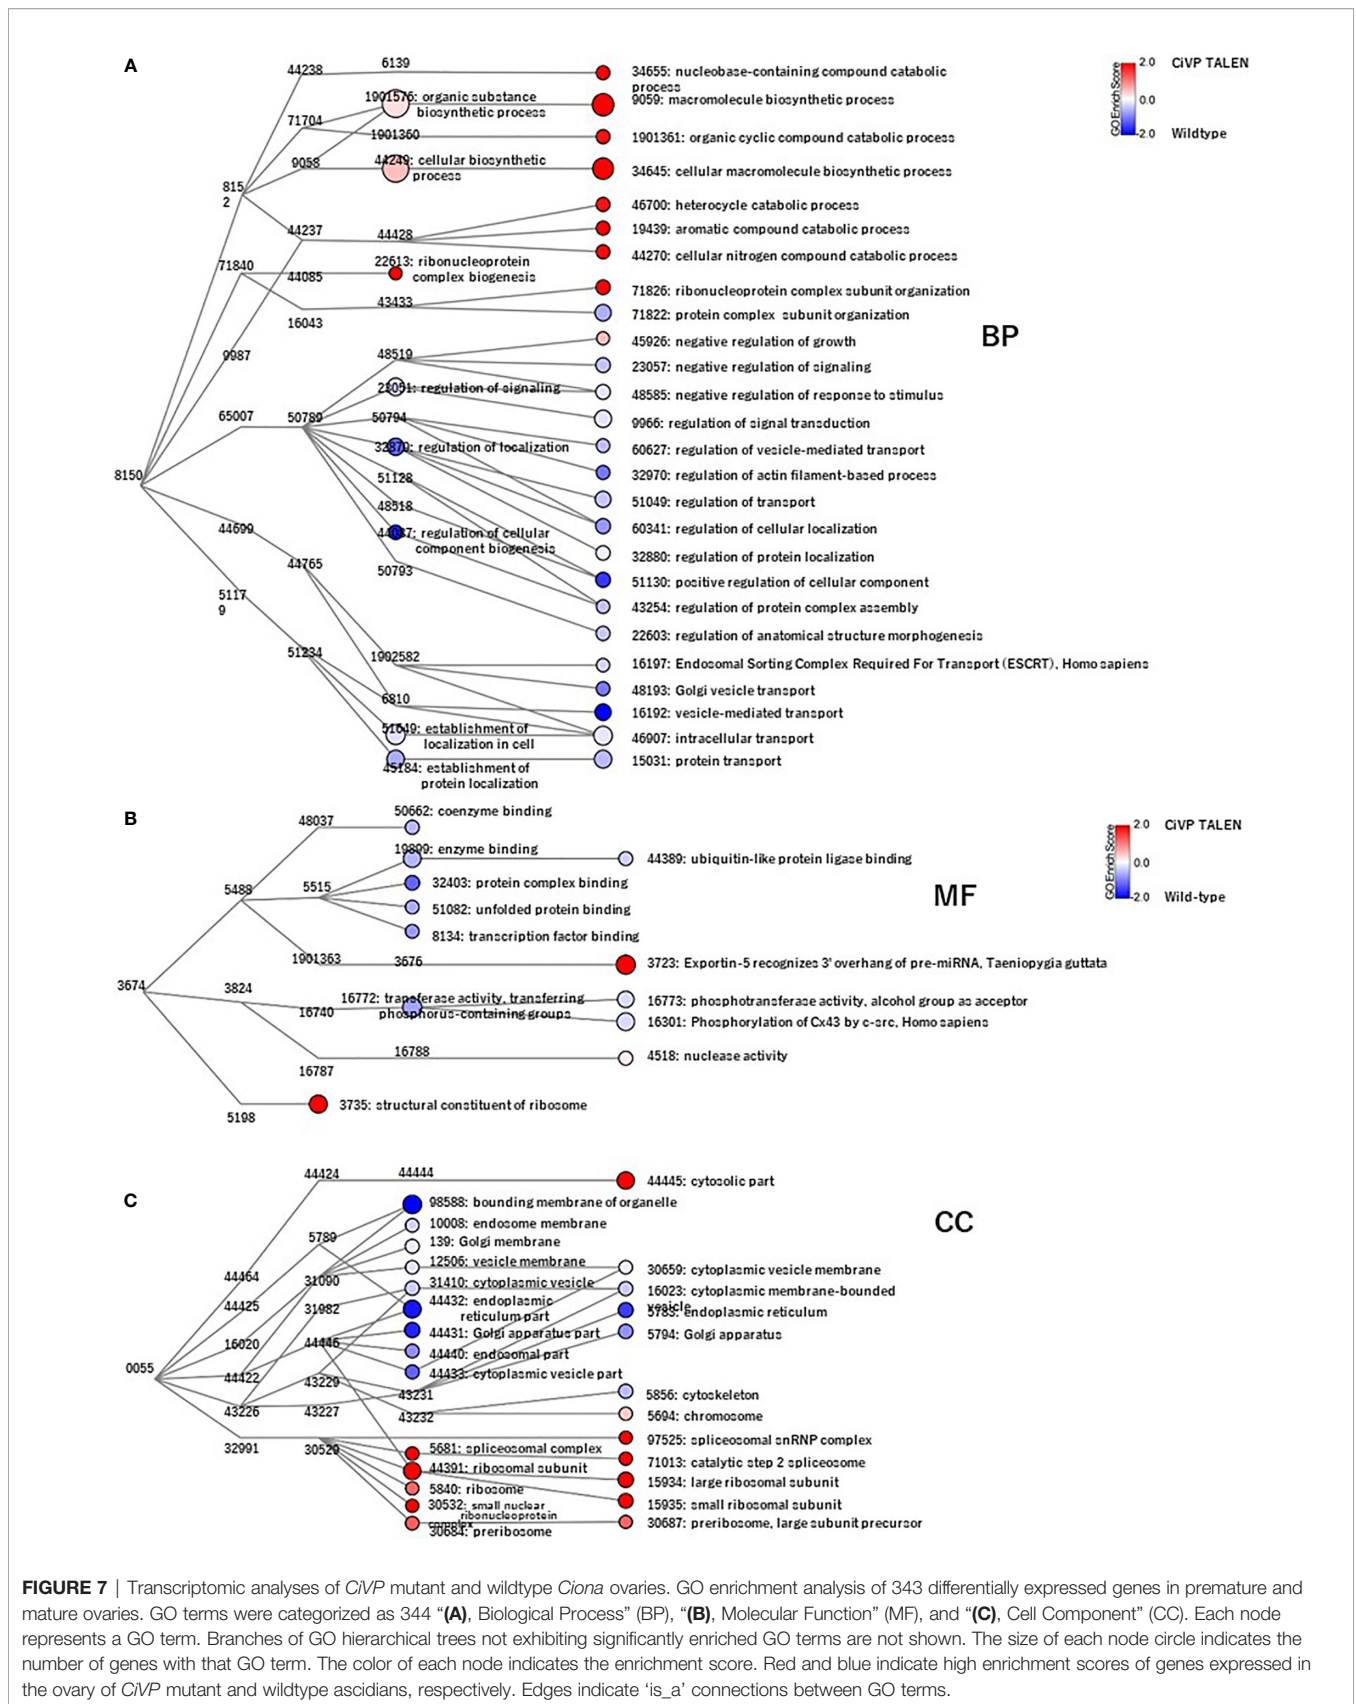 A
44238
6139
34655: nucleobase-containing compound catabolic
process
1901576: organic substance
biosynthetic process
9059: macromolecule biosynthetic process
71704
1901360
1901361: organic cyclic compound catabolic process
9058
44249: cellular biosynthetic
process
34645: cellular macromolecule biosynthetic process
815
2
46700: heterocycle catabolic process
44237
44428
19439: aromatic compound catabolic process
44270: cellular nitrogen compound catabolic process
71840
44085
22613: ribonucleoprotein
complex biogenesis
71826: ribonucleoprotein complex subunit organization
43433
16043
71822: protein complex subunit organization
BP
45926: negative regulation of growth
9987
48519
23057: negative regulation of signaling
23051: regulation of signaling
48585: negative regulation of response to stimulus
65007
50789
50794
9966: regulation of signal transduction
32879: regulation of localization
60627: regulation of vesicle-mediated transport
51128
32970: regulation of actin filament-based process
48518
51049: regulation of transport
8150
44699
44087: regulation of cellular
component biogenesis
60341: regulation of cellular localization
32880: regulation of protein localization
44765
50793
51130: positive regulation of cellular component
5117
9
43254: regulation of protein complex assembly
22603: regulation of anatomical structure morphogenesis
51234
1902582
16197: Endosomal Sorting Complex Required For Transport (ESCRT), Homo sapiens
48193: Golgi vesicle transport
6810
16192: vesicle-mediated transport
51649: establishment of
localization in cell
46907: intracellular transport
45184: establishment of
protein localization
15031: protein transport
GO Enrich Score
2.0
0.0
-2.0
CiVP TALEN
Wildtype
B
48037
50662: coenzyme binding
19899: enzyme binding
44389: ubiquitin-like protein ligase binding
5488
5515
32403: protein complex binding
51082: unfolded protein binding
8134: transcription factor binding
MF
1901363
3676
3723: Exportin-5 recognizes 3' overhang of pre-miRNA, Taeniopygia guttata
3674
3824
16740
16772: transferase activity, transferring
phosphorus-containing groups
16773: phosphotransferase activity, alcohol group as acceptor
16301: Phosphorylation of Cx43 by c-src, Homo sapiens
16788
4518: nuclease activity
16787
5198
3735: structural constituent of ribosome
GO Enrich Score
2.0
0.0
-2.0
CiVP TALEN
Wild-type
C
44424
44444
44445: cytosolic part
98588: bounding membrane of organelle
CC
5789
10008: endosome membrane
139: Golgi membrane
12506: vesicle membrane
30659: cytoplasmic vesicle membrane
44464
31090
31410: cytoplasmic vesicle
16023: cytoplasmic membrane-bounded
vesicle
44425
31982
44432: endoplasmic
reticulum part
5783: endoplasmic reticulum
44431: Golgi apparatus part
5794: Golgi apparatus
16020
44446
44440: endosomal part
0055
44422
43229
44433: cytoplasmic vesicle part
43231
5856: cytoskeleton
43226
43227
43232
5694: chromosome
32991
30529
5681: spliceosomal complex
97525: spliceosomal snRNP complex
44391: ribosomal subunit
71013: catalytic step 2 spliceosome
5840: ribosome
15934: large ribosomal subunit
30532: small nuclear
ribonucleoprotein
complex
15935: small ribosomal subunit
30684: preribosome
30687: preribosome, large subunit precursor
FIGURE 7 | Transcriptomic analyses of CiVP mutant and wildtype Ciona ovaries. GO enrichment analysis of 343 differentially expressed genes in premature and
mature ovaries. GO terms were categorized as 344 “(A), Biological Process” (BP), “(B), Molecular Function” (MF), and “(C), Cell Component” (CC). Each node
represents a GO term. Branches of GO hierarchical trees not exhibiting significantly enriched GO terms are not shown. The size of each node circle indicates the
number of genes with that GO term. The color of each node indicates the enrichment score. Red and blue indicate high enrichment scores of genes expressed in
the ovary of CiVP mutant and wildtype ascidians, respectively. Edges indicate ‘is_a’ connections between GO terms.